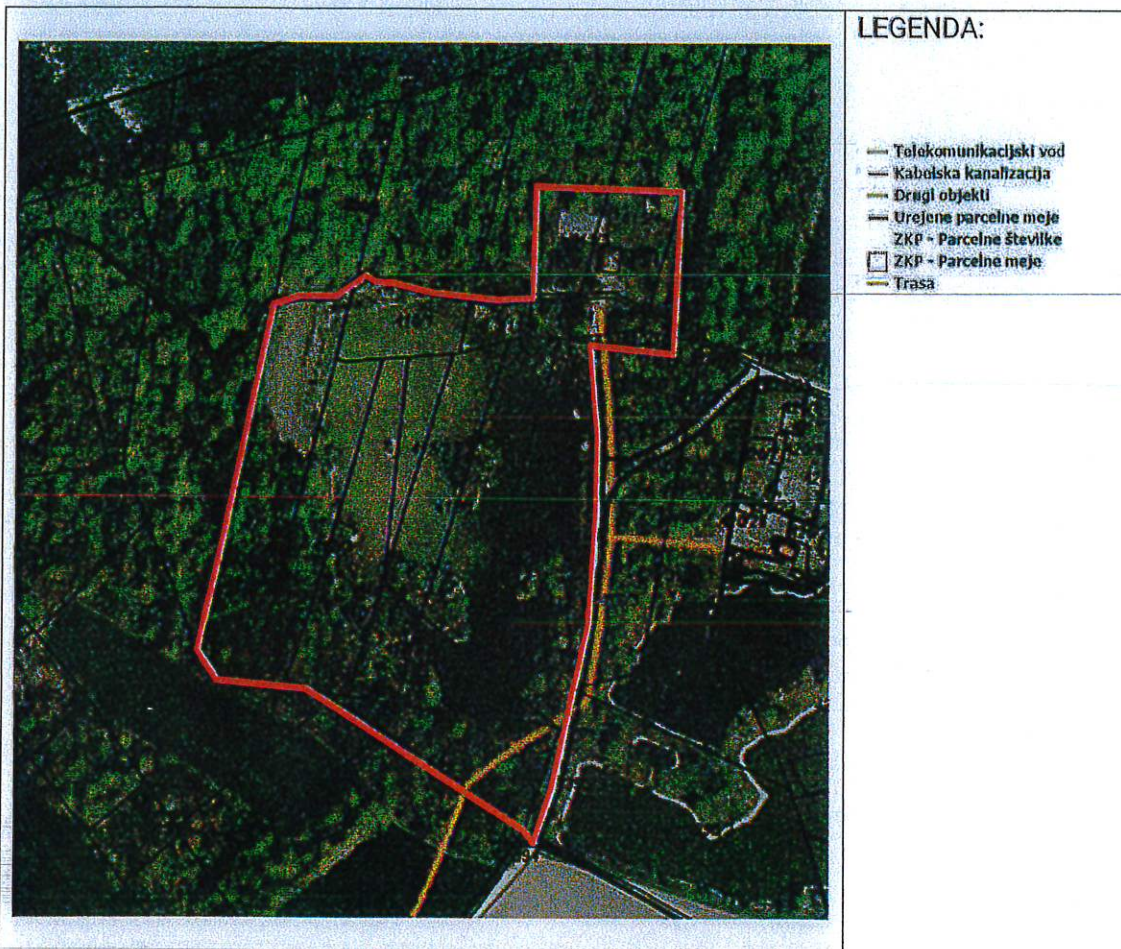 LEGENDA:
Telekomunikacijski vod
Kabelska kanalizacija
Drugi objekti
Urejene parcelne meje
ZKP - Parcelne številke
ZKP - Parcelne meje
Trasa